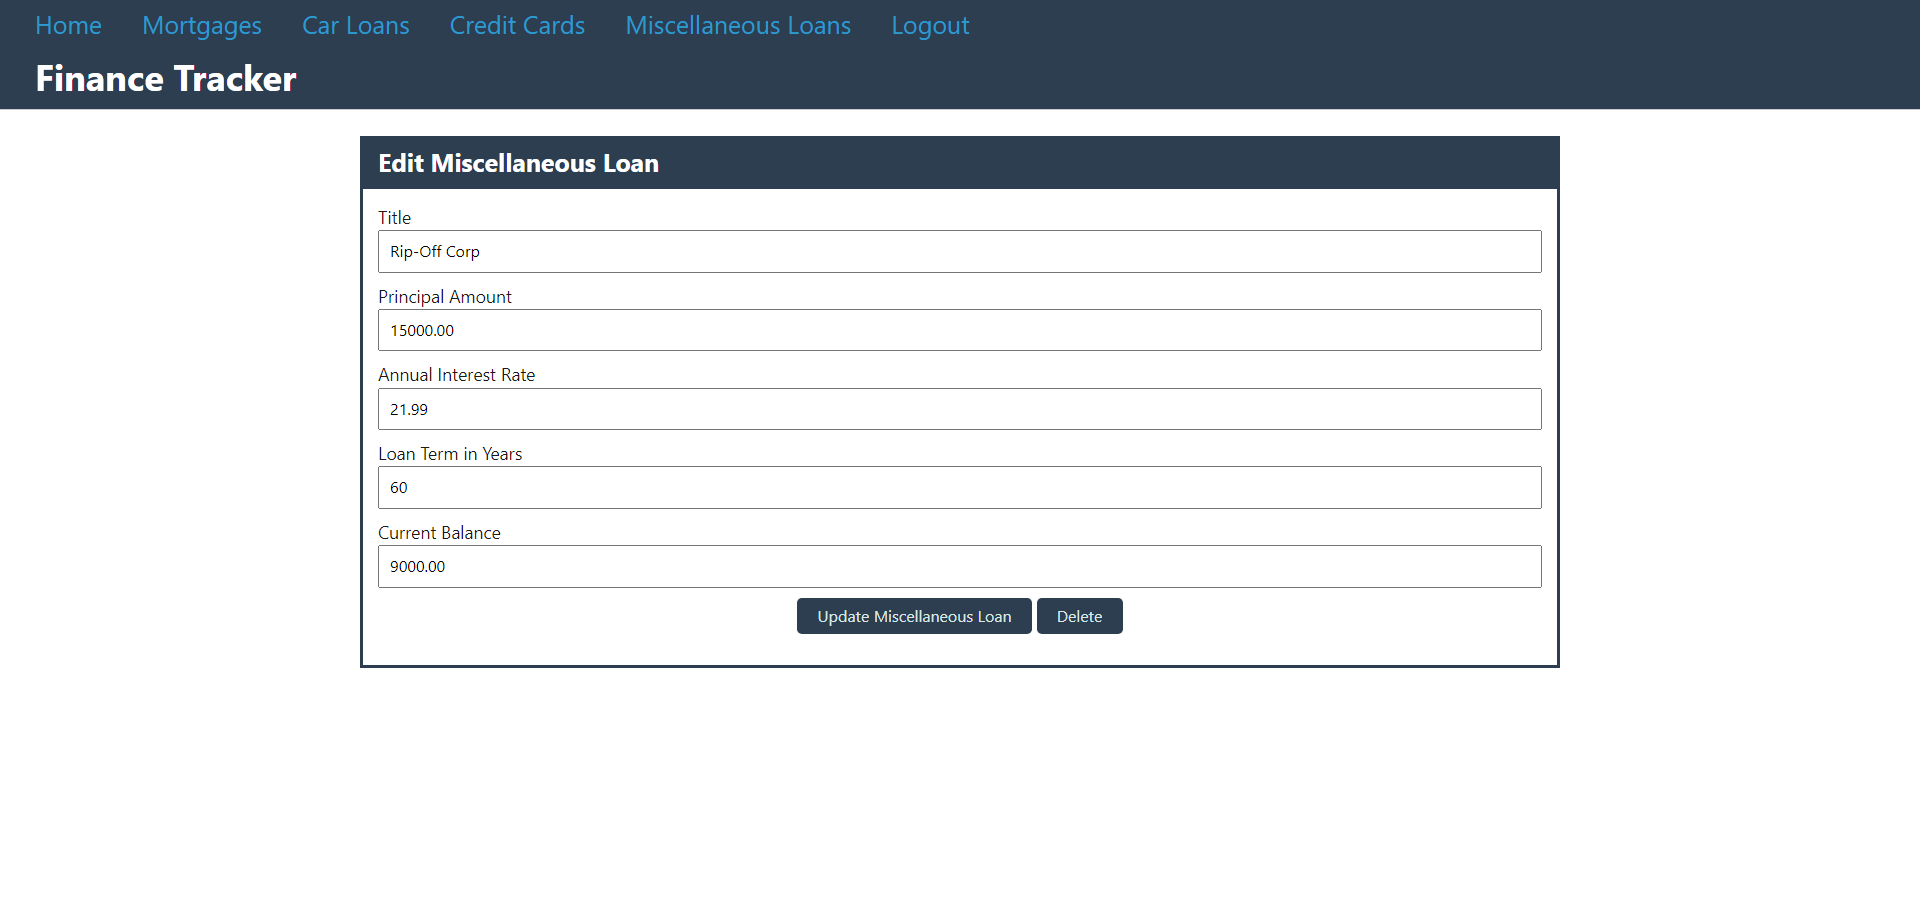 Home Mortgages Car Loans Credit Cards Miscellaneous Loans Logout
Finance Tracker
Edit Miscellaneous Loan
Title
Rip-Off Corp
Principal Amount
15000.00
Annual Interest Rate
21.99
Loan Term in Years
60
Current Balance
9000.00
Update Miscellaneous Loan Delete